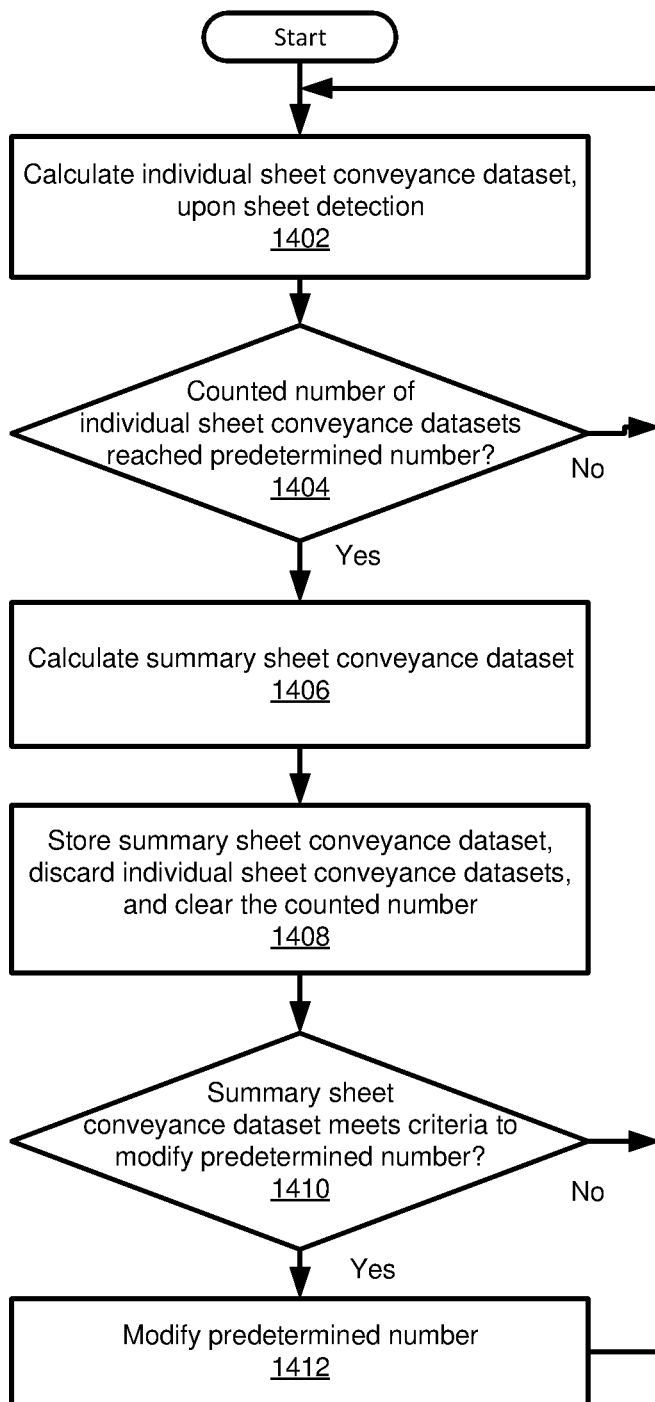 Start
Calculate individual sheet conveyance dataset,
upon sheet detection
1402
Counted number of
individual sheet conveyance datasets
reached predetermined number?
1404
No
Yes
Calculate summary sheet conveyance dataset
1406
Store summary sheet conveyance dataset,
discard individual sheet conveyance datasets,
and clear the counted number
1408
Summary sheet
conveyance dataset meets criteria to
modify predetermined number?
1410
No
Yes
Modify predetermined number
1412